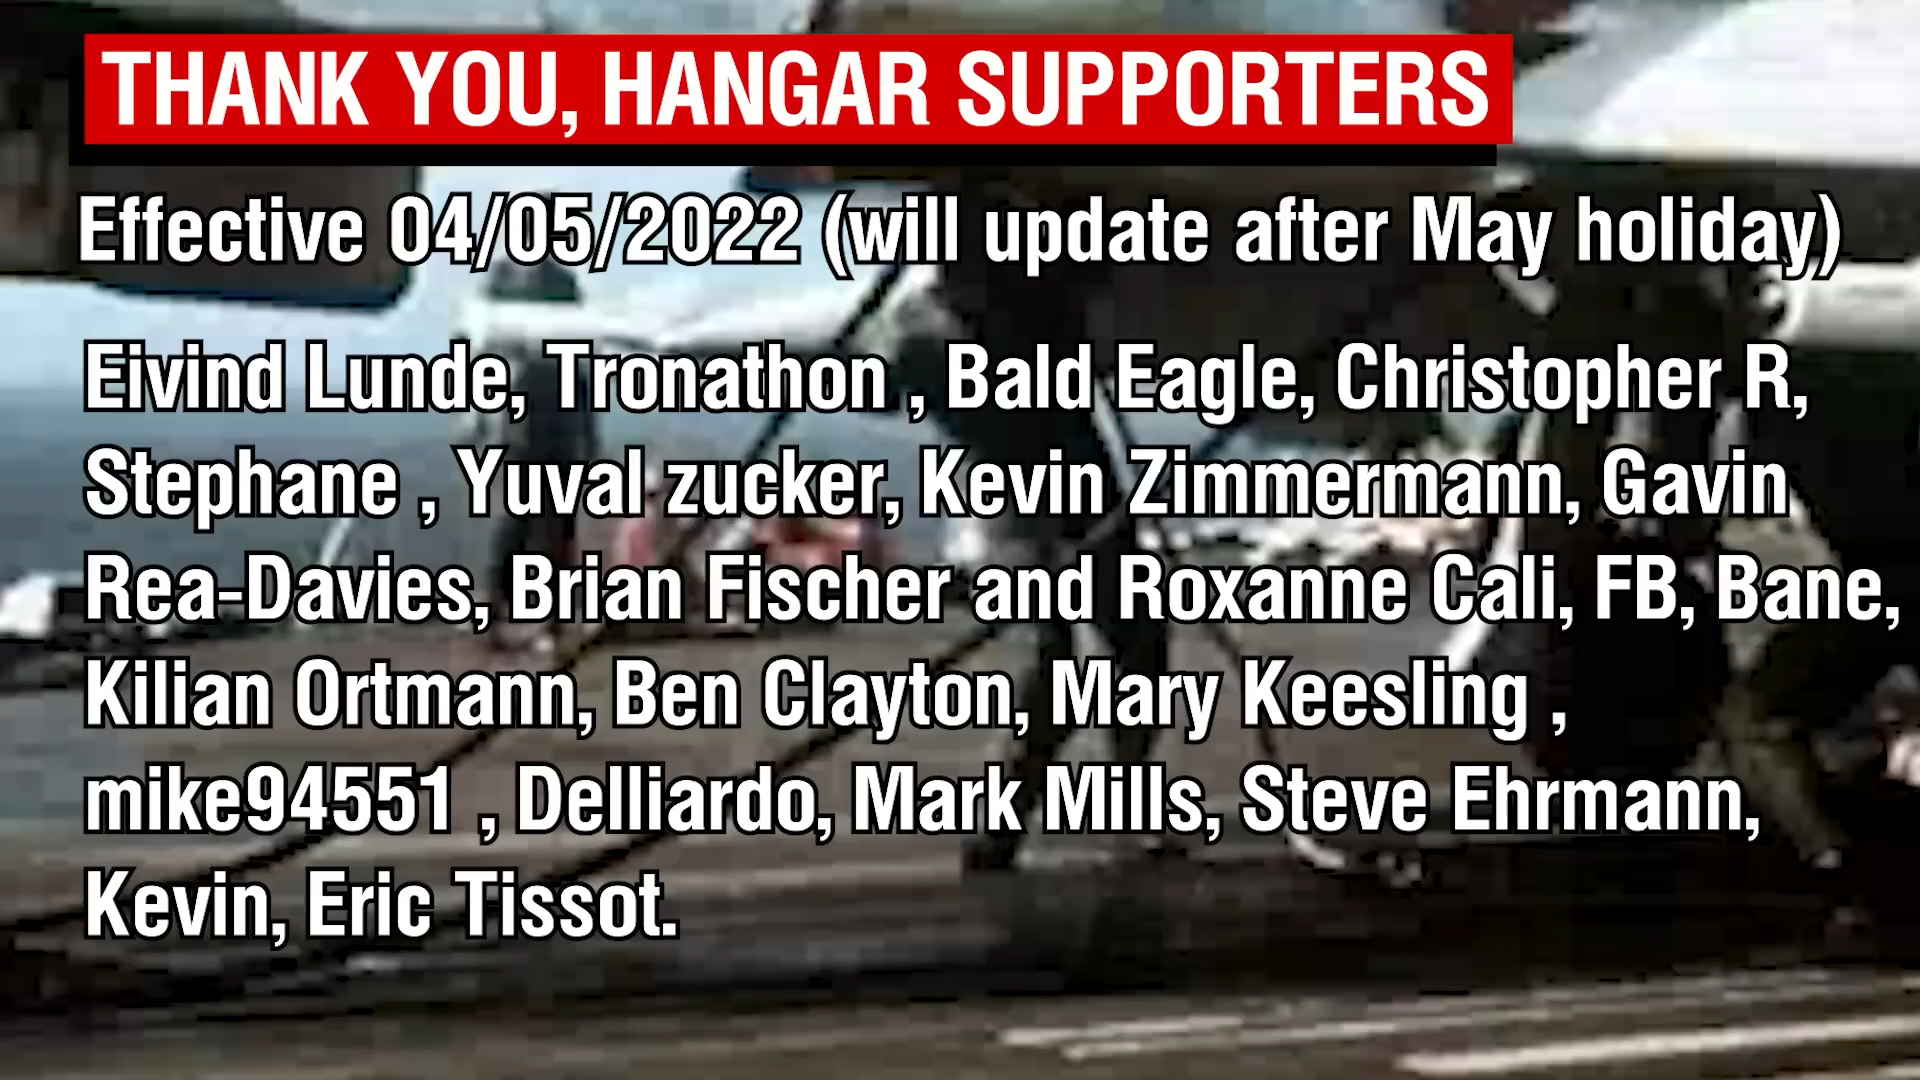 THANK YOU, HANGAR SUPPORTERS
Effective 04/05/2022 (will update after May holiday)
Eivind Lunde, Tronathon , Bald Eagle, Christopher R,
Stephane , Yuval zucker, Kevin Zimmermann, Gavin
Rea-Davies, Brian Fischer and Roxanne Cali, FB, Bane,
Kilian Ortmann, Ben Clayton, Mary Keesling ,
mike94551 , Delliardo, Mark Mills, Steve Ehrmann,
Kevin, Eric Tissot.